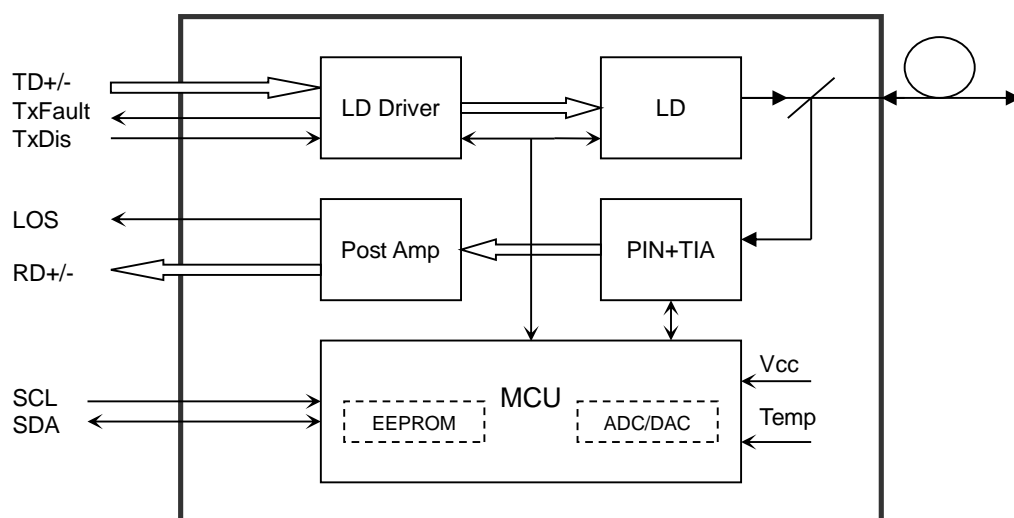 TD+/-
TxFault
TxDis
LD Driver
LD
LOS
RD+/-
Post Amp
PIN+TIA
SCL
SDA
MCU
EEPROM
ADC/DAC
Vcc
Temp